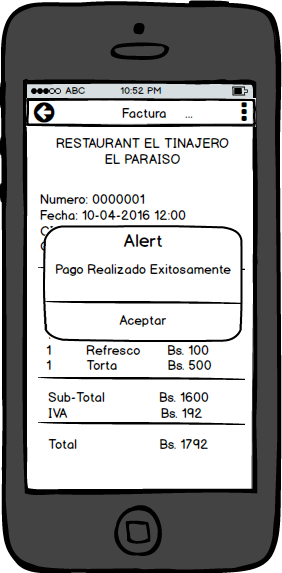 ABC 10:52 PM
Factura ...
RESTAURANT EL TINAJERO
EL PARAISO
Numero: 0000001
Fecha: 10-04-2016 12:00
Alert
Pago Realizado Exitosamente
Aceptar
1 Refresco Bs. 100
1 Torta Bs. 500
Sub-Total Bs. 1600
IVA Bs. 192
Total Bs. 1792